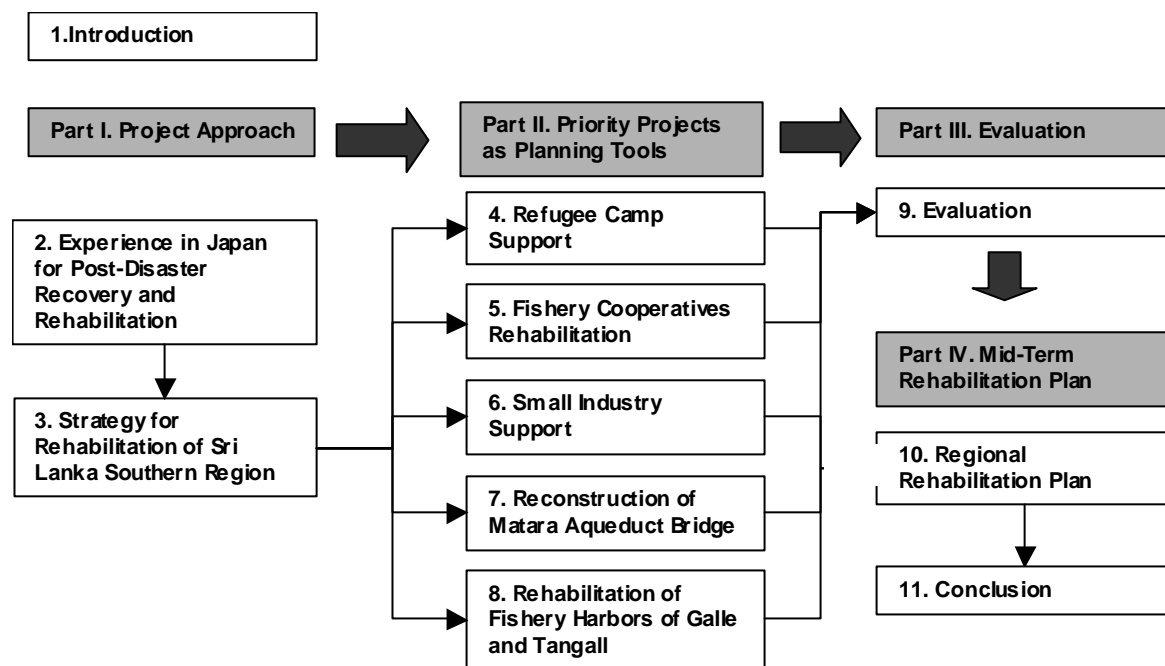 1.Introduction
Part I. Project Approach
2. Experience in Japan
for Post-Disaster
Recovery and
Rehabilitation
3. Strategy for
Rehabilitation of Sri
Lanka Southern Region
Part II. Priority Projects
as Planning Tools
4. Refugee Camp
Support
5. Fishery Cooperatives
Rehabilitation
6. Small Industry
Support
7. Reconstruction of
Matara Aqueduct Bridge
8. Rehabilitation of
Fishery Harbors of Galle
and Tangall
Part III. Evaluation
9. Evaluation
Part IV. Mid-Term
Rehabilitation Plan
10. Regional
Rehabilitation Plan
11. Conclusion